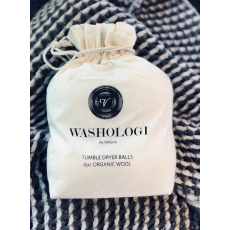 V
WASHOLOGI
TUMBLE DRYER BALLS
6pc ORGANIC WOOL